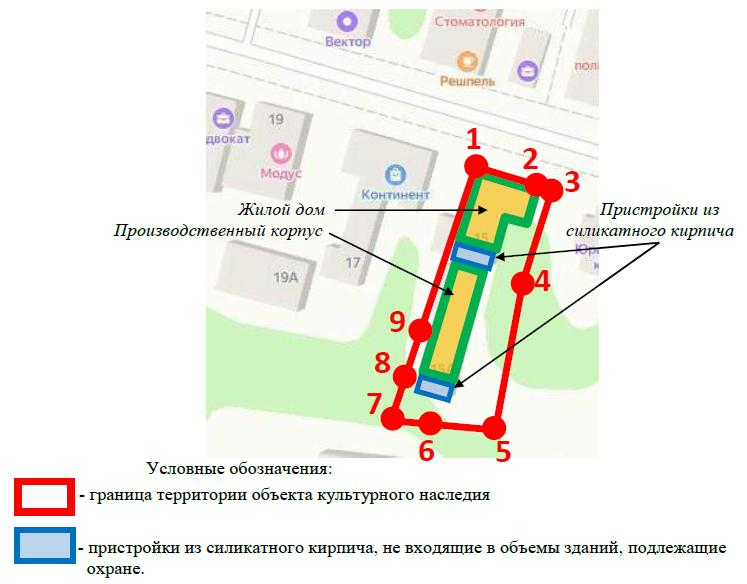 Стоматология
Вектор
Решпель
пол
19
двокат
Модус
Континент
1
2
3
Жилой дом
Пристройки из
Производственный корпус
силикатного кирпича
15
Юр
к
17
19А
4
9
8
15А
7
6
5
Условные обозначения:
- граница территории объекта культурного наследия
- пристройки из силикатного кирпича, не входящие в объемы зданий, подлежащие
охране.